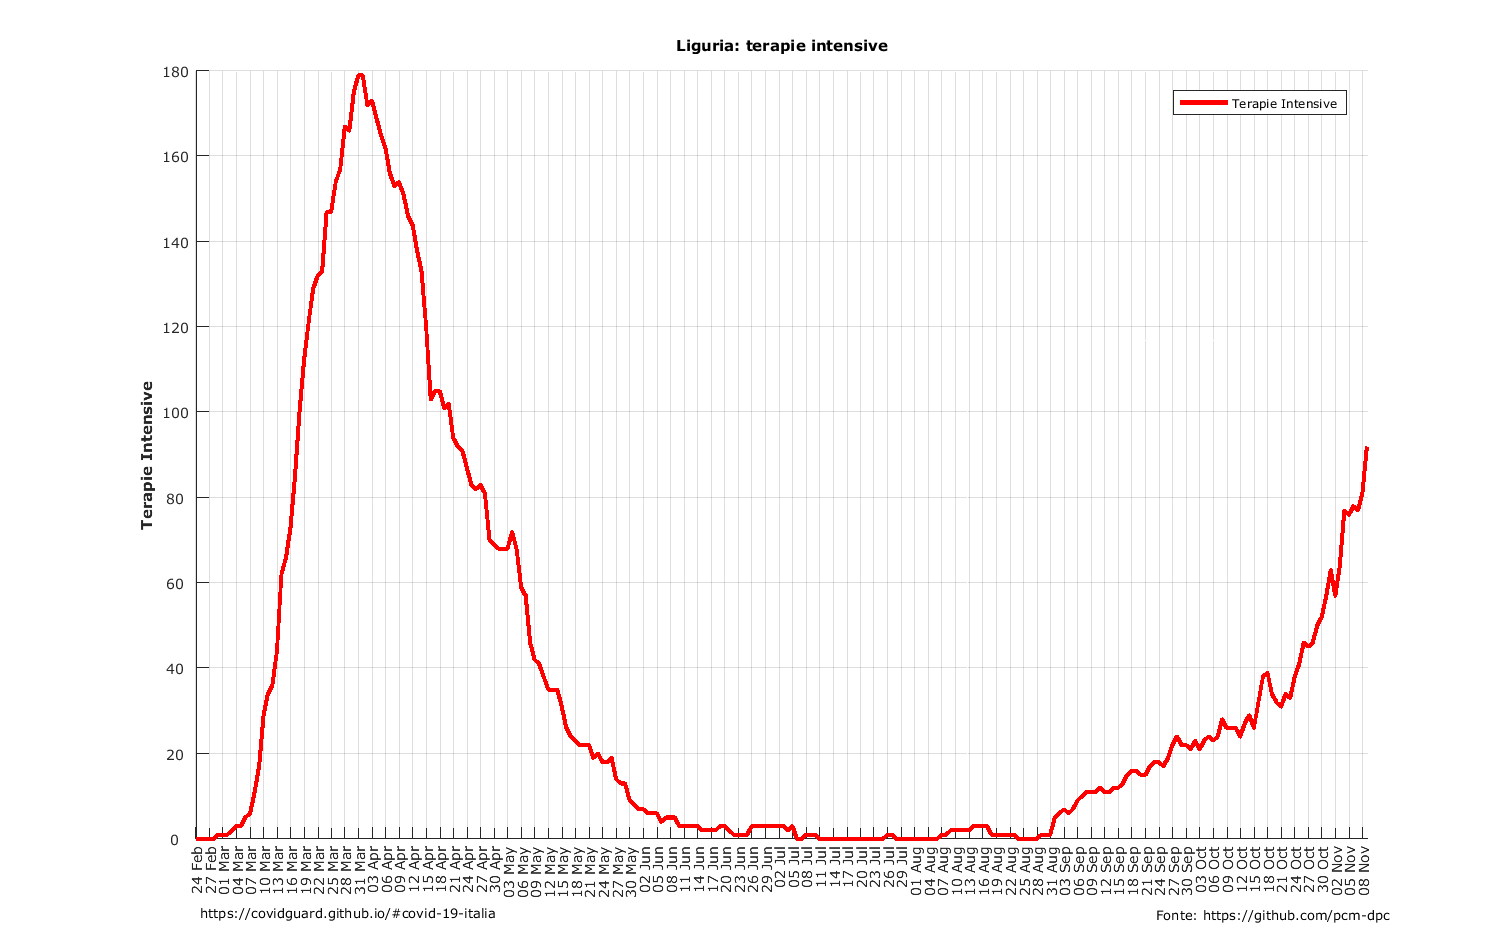 Liguria: terapie intensive
Terapie Intensive
Terapie Intensive
180
160
140
120
100
80
60
40
20
0
24 Feb
27 Feb
01 Mar
04 Mar
07 Mar
10 Mar
13 Mar
16 Mar
19 Mar
22 Mar
25 Mar
28 Mar
31 Mar
03 Apr
06 Apr
09 Apr
12 Apr
15 Apr
18 Apr
21 Apr
24 Apr
27 Apr
30 Apr
03 May
06 May
09 May
12 May
15 May
18 May
21 May
24 May
27 May
30 May
02 Jun
05 Jun
08 Jun
11 Jun
14 Jun
17 Jun
20 Jun
23 Jun
26 Jun
29 Jun
02 Jul
05 Jul
08 Jul
11 Jul
14 Jul
17 Jul
20 Jul
23 Jul
26 Jul
29 Jul
01 Aug
04 Aug
07 Aug
10 Aug
13 Aug
16 Aug
19 Aug
22 Aug
25 Aug
28 Aug
31 Aug
03 Sep
06 Sep
09 Sep
12 Sep
15 Sep
18 Sep
21 Sep
24 Sep
27 Sep
30 Sep
03 Oct
06 Oct
09 Oct
12 Oct
15 Oct
18 Oct
21 Oct
24 Oct
27 Oct
30 Oct
02 Nov
05 Nov
08 Nov
https://covidguard.github.io/#covid-19-italia
Fonte: https://github.com/pcm-dpc